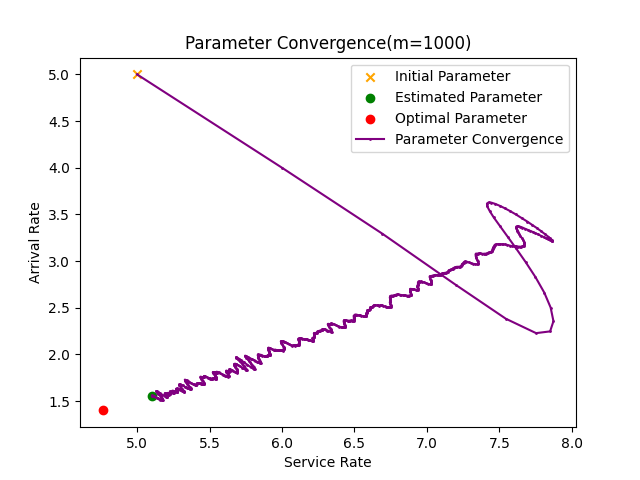 Parameter Convergence(m=1000)
Initial Parameter
Estimated Parameter
Optimal Parameter
Parameter Convergence
5.0
4.5
4.0
3.5
3.0
2.5
2.0
1.5
Arrival Rate
5.0 5.5 6.0 6.5 7.0 7.5 8.0
Service Rate